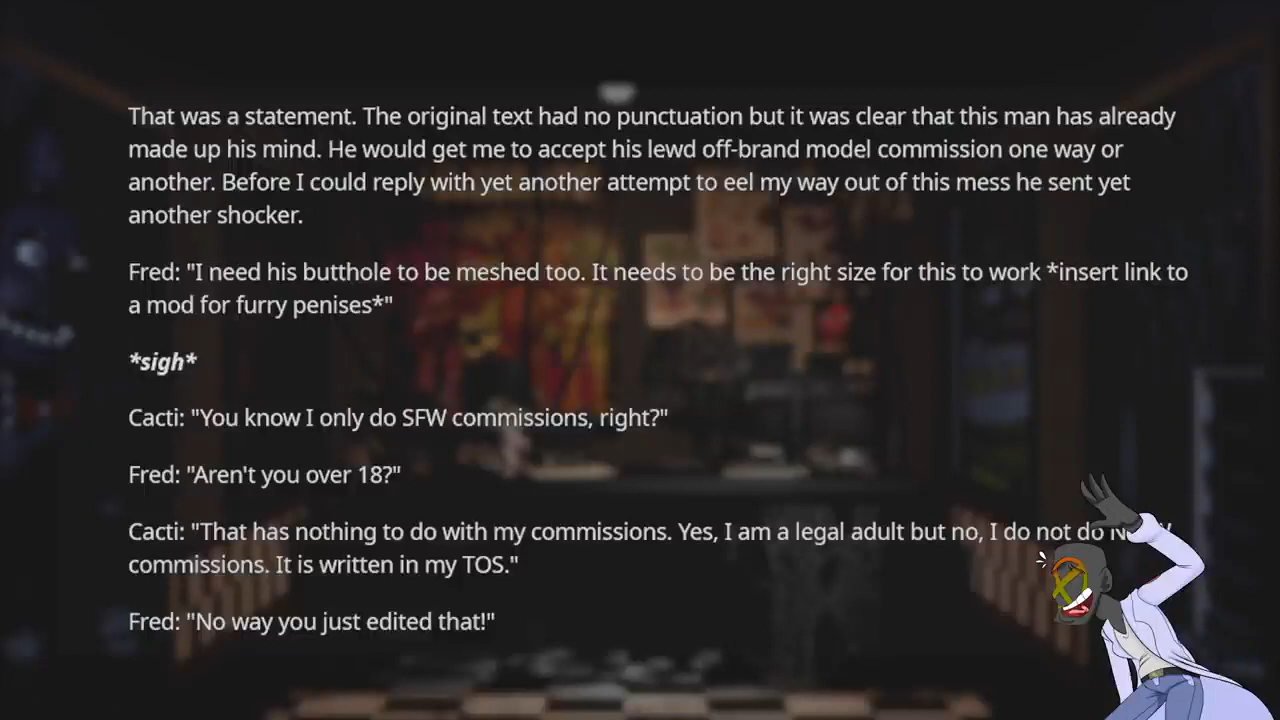 That was a statement. The original text had no punctuation but it was clear that this man has already
made up his mind. He would get me to accept his lewd off-brand model commission one way or
another. Before I could reply with yet another attempt to eel my way out of this mess he sent yet
another shocker.
Fred: "I need his butthole to be meshed too. It needs to be the right size for this to work *insert link to
a mod for furry penises*"
*sigh*
Cacti: "You know I only do SFW commissions, right?"
Fred: "Aren't you over 18?"
Cacti: "That has nothing to do with my commissions. Yes, I am a legal adult but no, I do not do
commissions. It is written in my TOS."
Fred: "No way you just edited that!"